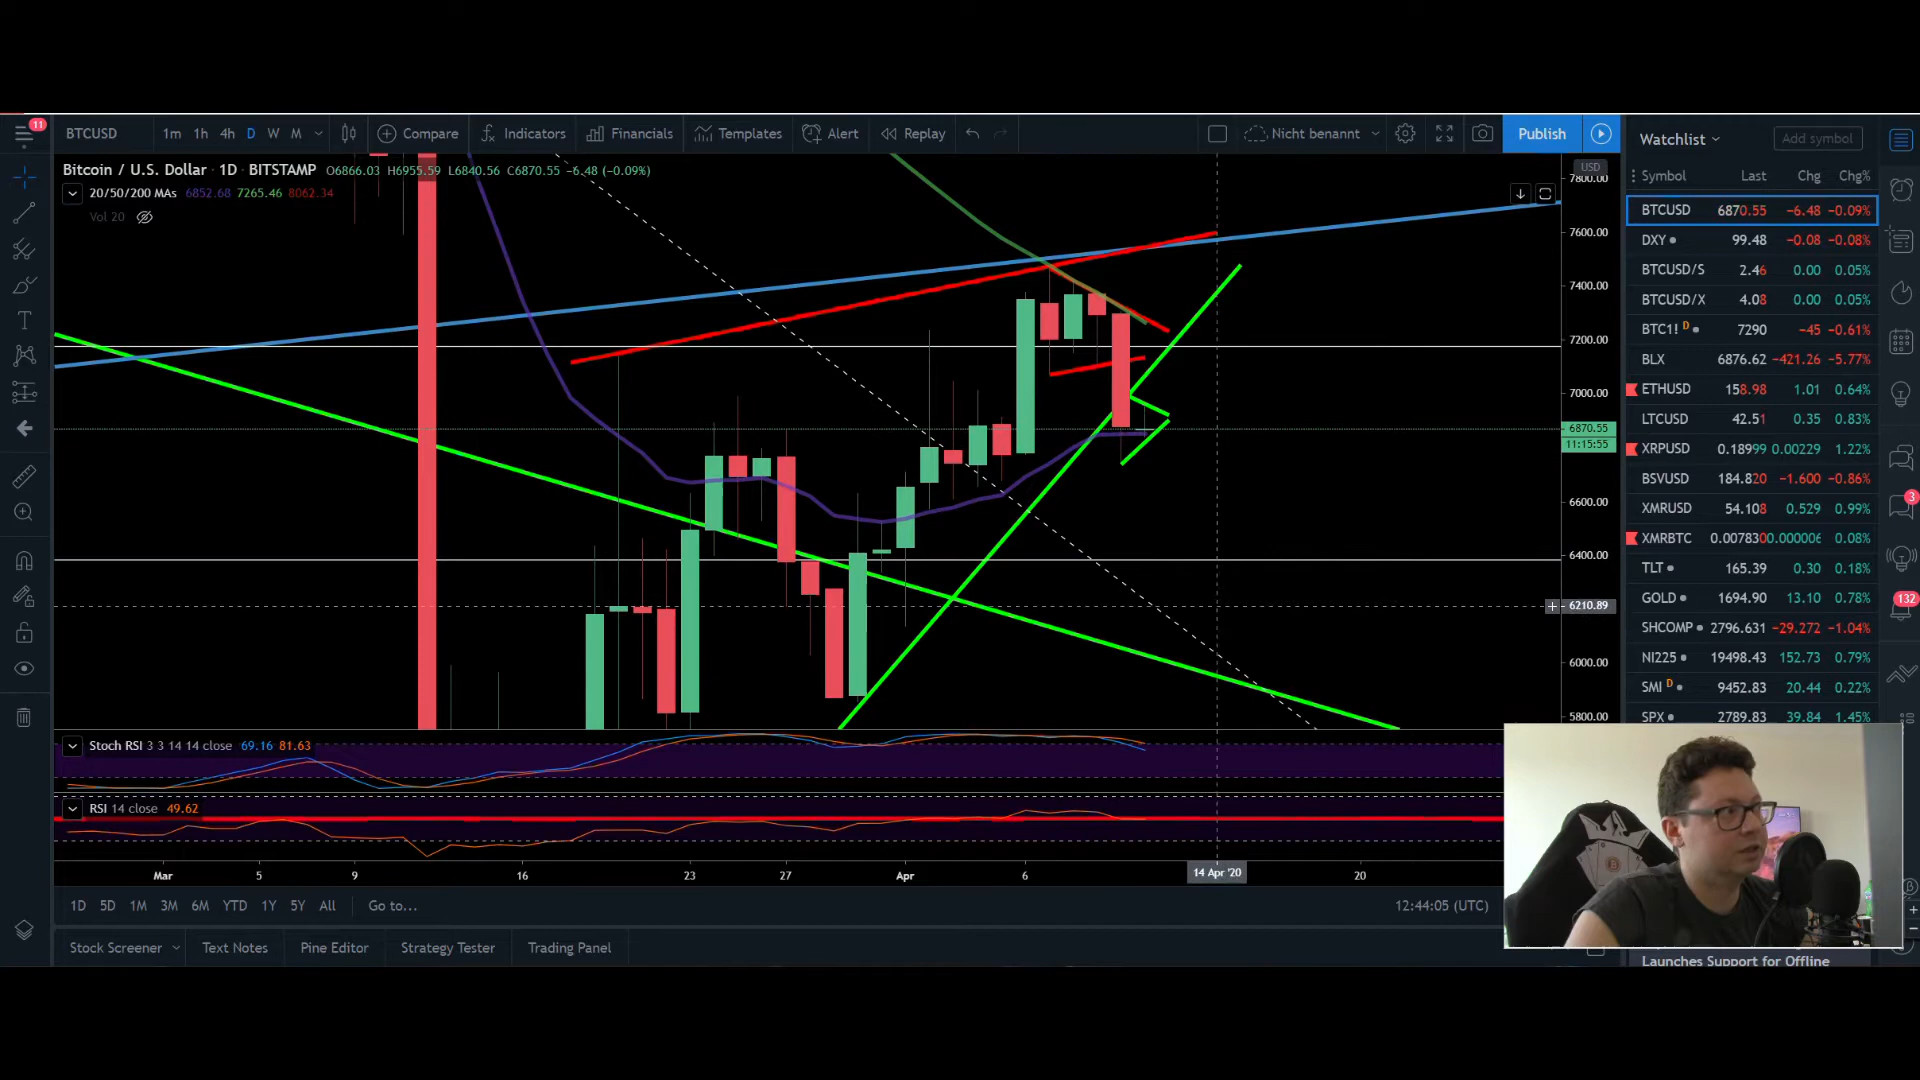 11
BTCUSD 1m 1h 4h D W M Compare Indicators Financials Templates Alert Replay Nicht benannt Publish
Watchlist Add symbol
Bitcoin / U.S. Dollar · 1D · BITSTAMP O6866.03 H6955.59 L6840.56 C6870.55 −6.48 (−0.09%)
20/50/200 MAs 6852.68 7265.46 8062.34
Vol 20
USD
7800.00
7600.00
7400.00
7200.00
7000.00
6870.55
11:15:55
6600.00
6400.00
6210.89
6000.00
5800.00
Symbol Last Chg Chg%
BTCUSD 6870.55 −6.48 −0.09%
DXY 99.48 −0.08 −0.08%
BTCUSD/S 2.46 0.00 0.05%
BTCUSD/X 4.08 0.00 0.05%
BTC1! D 7290 −45 −0.61%
BLX 6876.62 −421.26 −5.77%
ETHUSD 158.98 1.01 0.64%
LTCUSD 42.51 0.35 0.83%
XRPUSD 0.18999 0.00229 1.22%
BSVUSD 184.820 −1.600 −0.86%
XMRUSD 54.108 0.529 0.99%
XMRBTC 0.007830 0.000006 0.08%
TLT 165.39 0.30 0.18%
GOLD 1694.90 13.10 0.78%
SHCOMP 2796.631 −29.272 −1.04%
NI225 19498.43 152.73 0.79%
SMI D 9452.83 20.44 0.22%
SPX 2789.83 39.84 1.45%
3
132
Stoch RSI 3 3 14 14 close 69.16 81.63
RSI 14 close 49.62
Mar 5 9 16 23 27 Apr 6 14 Apr '20 20
1D 5D 1M 3M 6M YTD 1Y 5Y All Go to... 12:44:05 (UTC)
Stock Screener Text Notes Pine Editor Strategy Tester Trading Panel
Launches Support for Offline